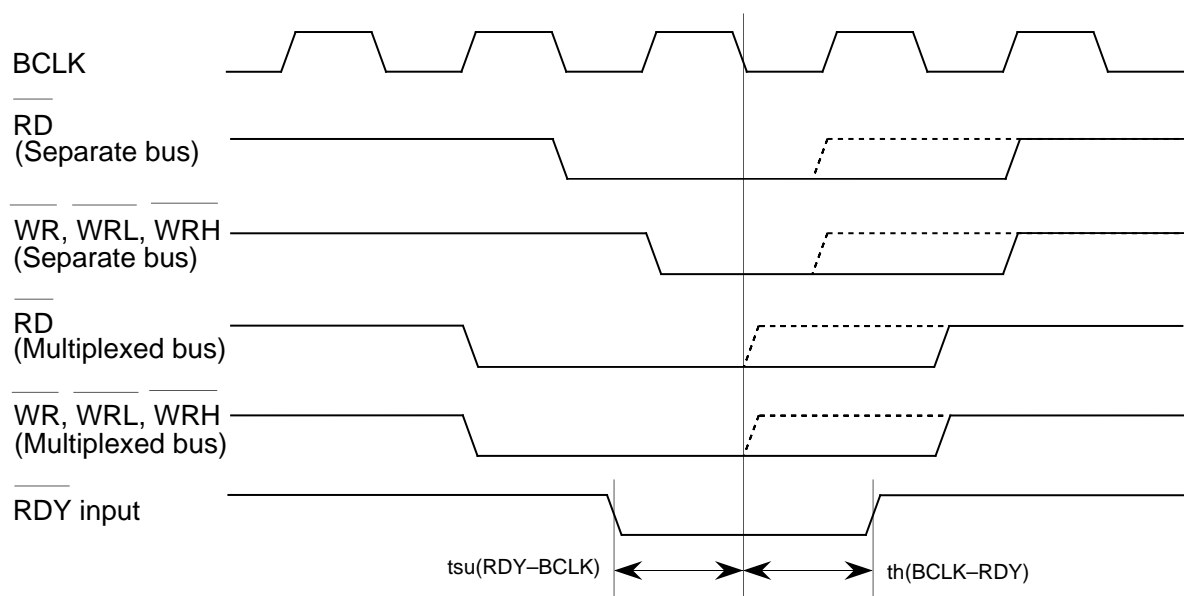 BCLK
RD
(Separate bus)
WR, WRL, WRH
(Separate bus)
RD
(Multiplexed bus)
WR, WRL, WRH
(Multiplexed bus)
RDY input
tsu(RDY–BCLK)
th(BCLK–RDY)